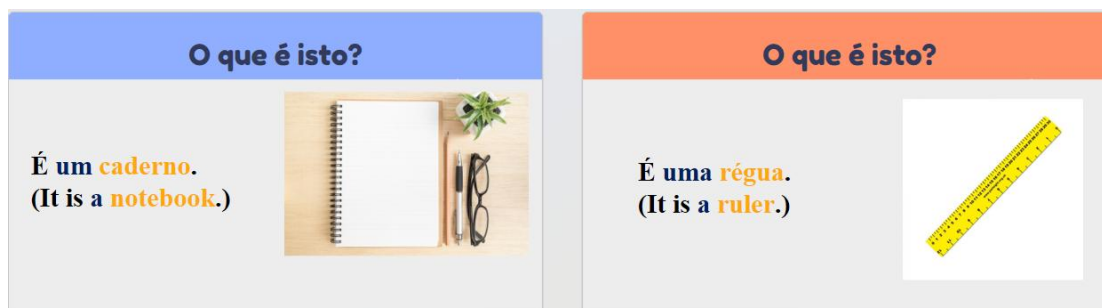 O que é isto?
É um caderno.
(It is a notebook.)
O que é isto?
É uma régua.
(It is a ruler.)